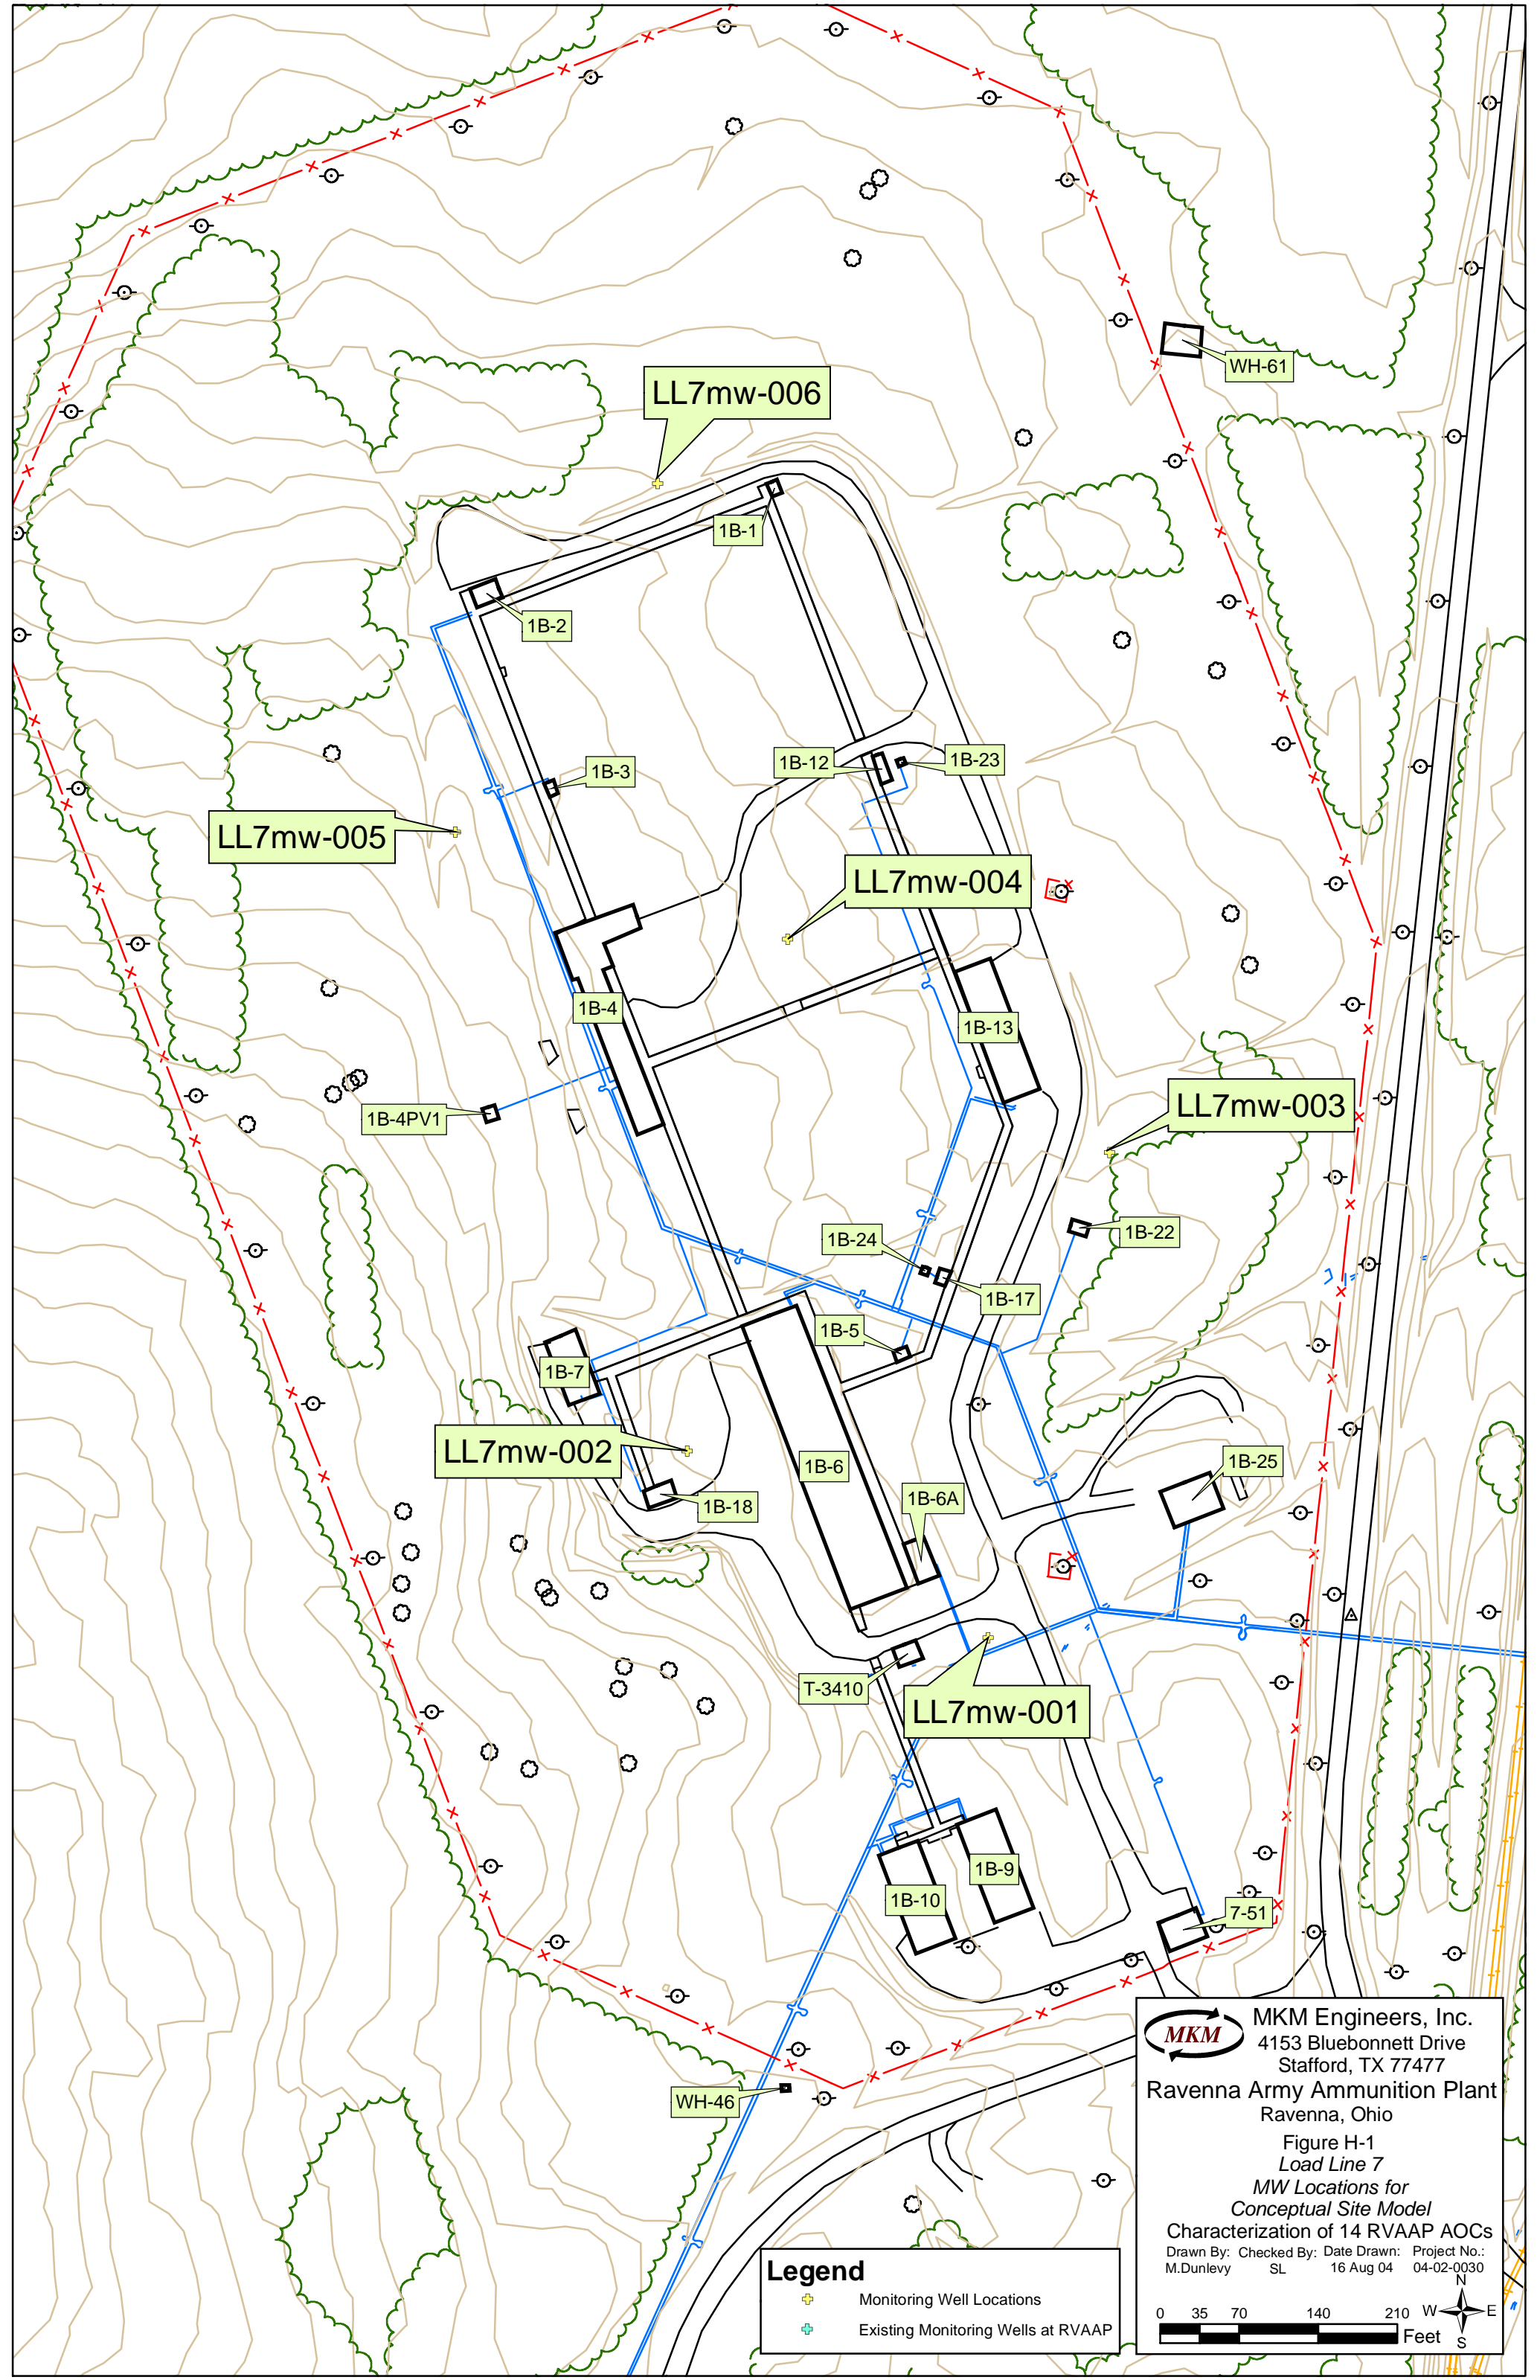 WH-61
LL7mw-006
1B-1
1B-2
1B-3
1B-12
1B-23
LL7mw-005
LL7mw-004
1B-4
1B-13
1B-4PV1
LL7mw-003
1B-22
1B-24
1B-17
1B-5
1B-7
LL7mw-002
1B-6
1B-25
1B-18
1B-6A
T-3410
LL7mw-001
1B-9
1B-10
7-51
WH-46
MKM
MKM Engineers, Inc.
4153 Bluebonnett Drive
Stafford, TX 77477
Ravenna Army Ammunition Plant
Ravenna, Ohio
Figure H-1
Load Line 7
MW Locations for
Conceptual Site Model
Characterization of 14 RVAAP AOCs
Drawn By: Checked By: Date Drawn: Project No.:
M.Dunlevy SL 16 Aug 04 04-02-0030
0 35 70 140 210
Feet
N
W E
S
Legend
Monitoring Well Locations
Existing Monitoring Wells at RVAAP